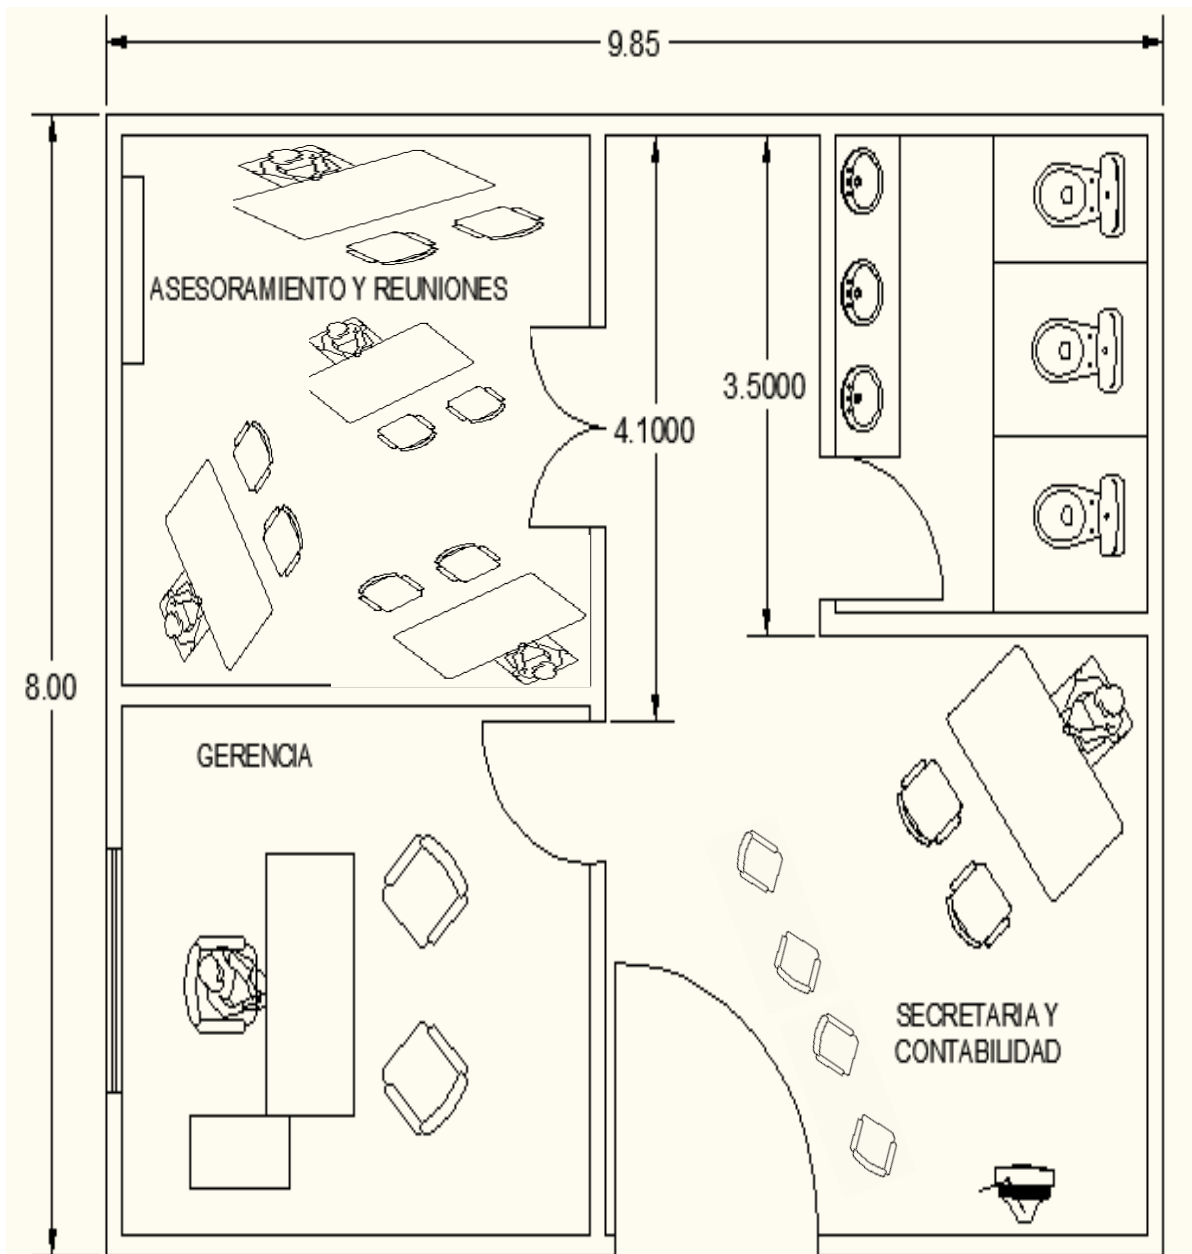 9.85
ASESORAMIENTO Y REUNIONES
3.5000
4.1000
8.00
GERENCIA
SECRETARIA Y
CONTABILIDAD